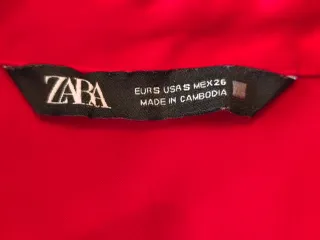 ZARA
EUR S USA S MEX 26
MADE IN CAMBODIA